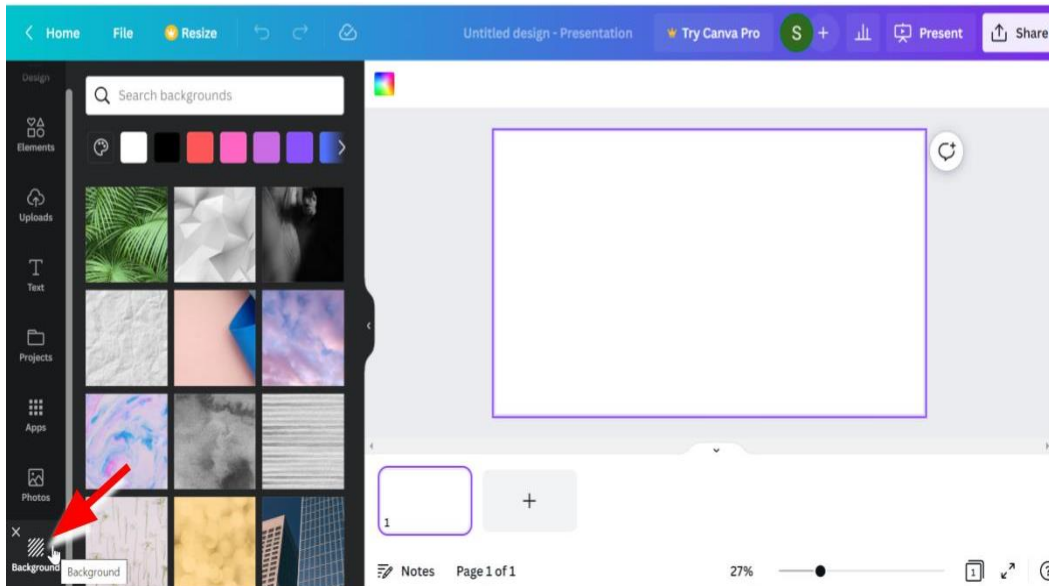 Home File Resize Untitled design - Presentation Try Canva Pro S + Present Share
Design
Search backgrounds
Elements
Uploads
Text
Projects
Apps
Photos
Background
Background
1
+
Notes Page 1 of 1 27% 1